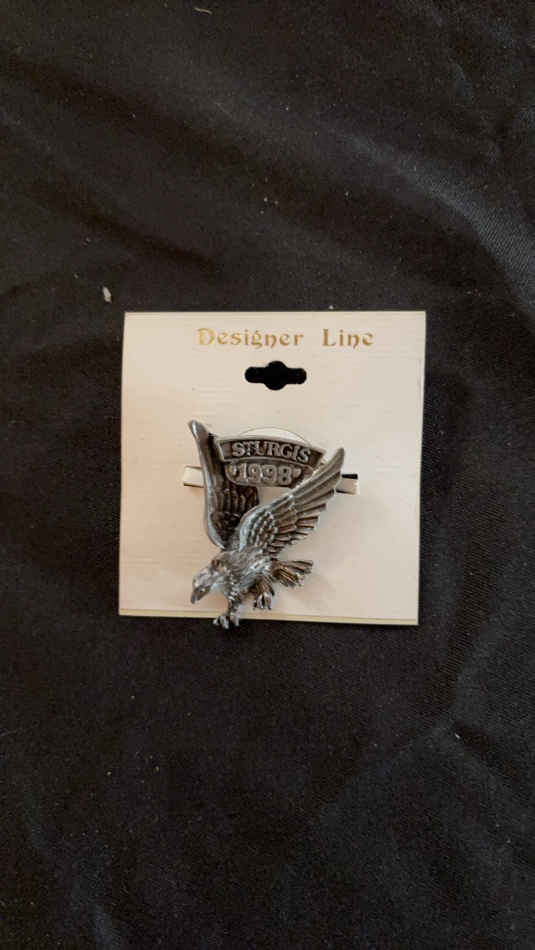 Designer Line
STURGIS
1998